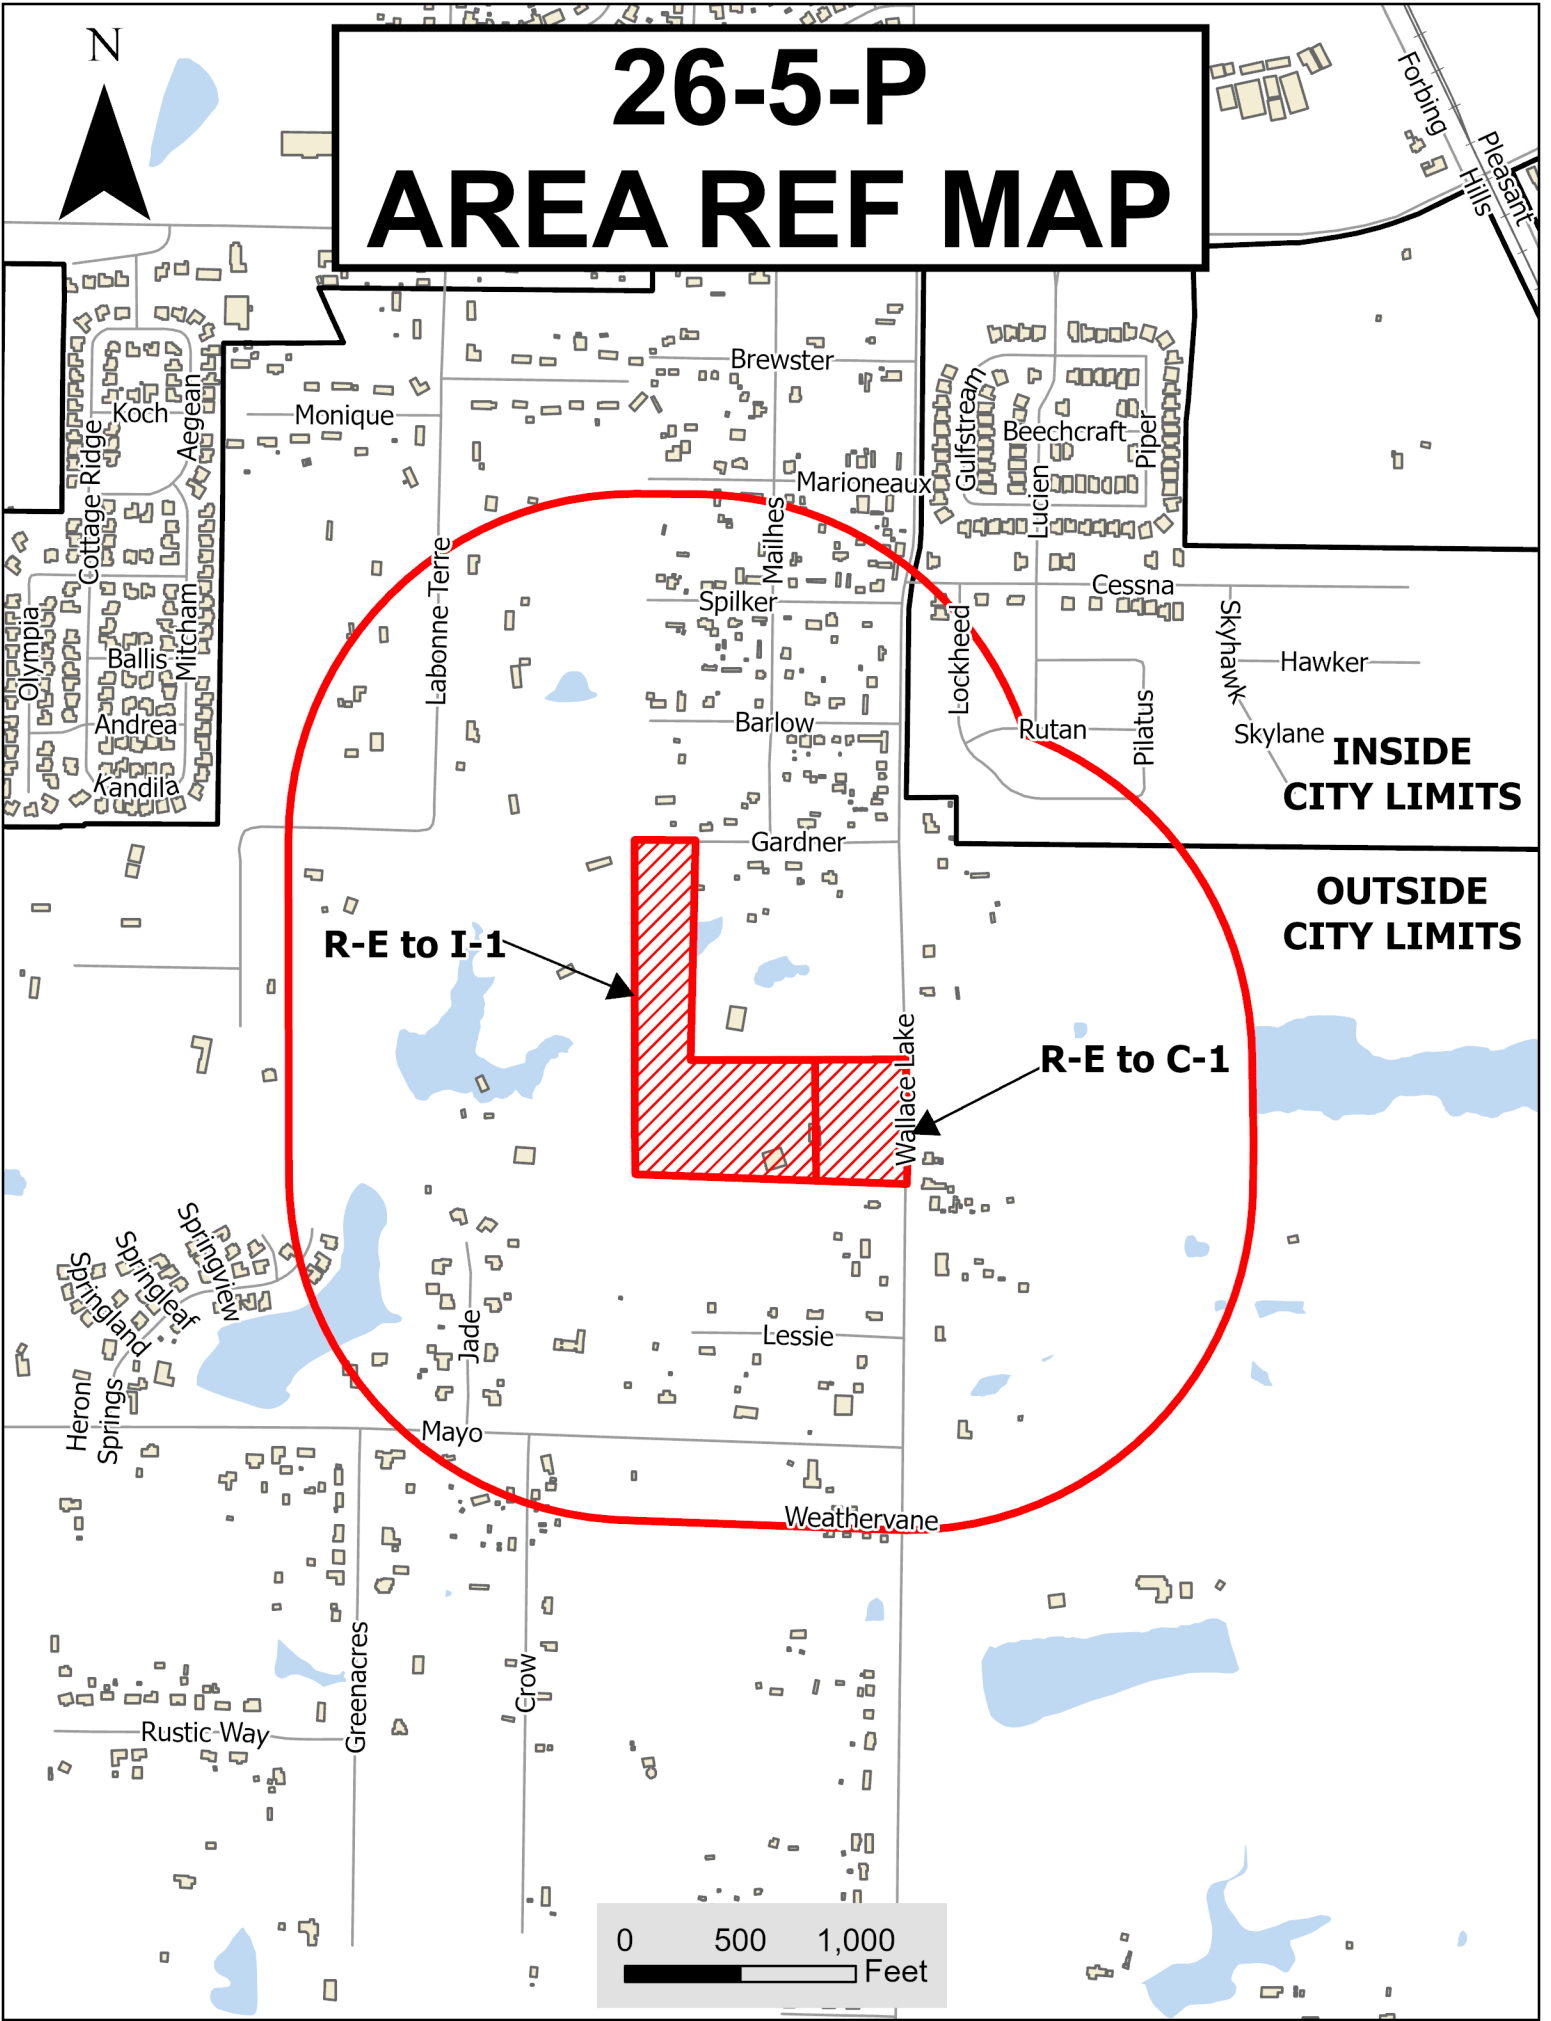 N
26-5-P
AREA REF MAP
Forbing
Pleasant
Hills
Brewster
Koch
Aegean
Monique
Cottage Ridge
Gulfstream
Beechcraft
Piper
Marioneaux
Lucien
Mailhes
Labonne Terre
Cessna
Spilker
Olympia
Mitcham
Ballis
Lockheed
Skyhawk
Hawker
Andrea
Barlow
Rutan
Pilatus
Skylane
INSIDE
CITY LIMITS
Kandila
Gardner
OUTSIDE
CITY LIMITS
R-E to I-1
Wallace Lake
R-E to C-1
Springview
Springleaf
Springland
Jade
Lessie
Heron
Springs
Mayo
Weathervane
Greenacres
Crow
Rustic Way
0 500 1,000
Feet